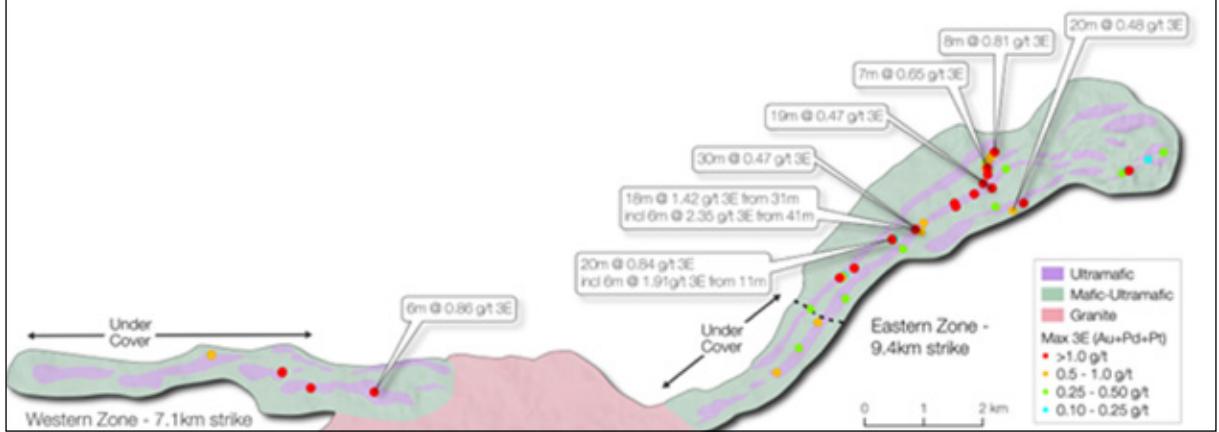 20m @ 0.48 g/t 3E
8m @ 0.81 g/t 3E
7m @ 0.65 g/t 3E
19m @ 0.47 g/t 3E
30m @ 0.47 g/t 3E
18m @ 1.42 g/t 3E from 31m
incl 6m @ 2.35 g/t 3E from 41m
20m @ 0.84 g/t 3E
incl 6m @ 1.91g/t 3E from 11m
6m @ 0.86 g/t 3E
Under
Cover
Western Zone - 7.1km strike
Under
Cover
Eastern Zone -
9.4km strike
Ultramafic
Mafic-Ultramafic
Granite
Max 3E (Au+Pd+Pt)
>1.0 g/t
0.5 - 1.0 g/t
0.25 - 0.50 g/t
0.10 - 0.25 g/t
0 1 2 km